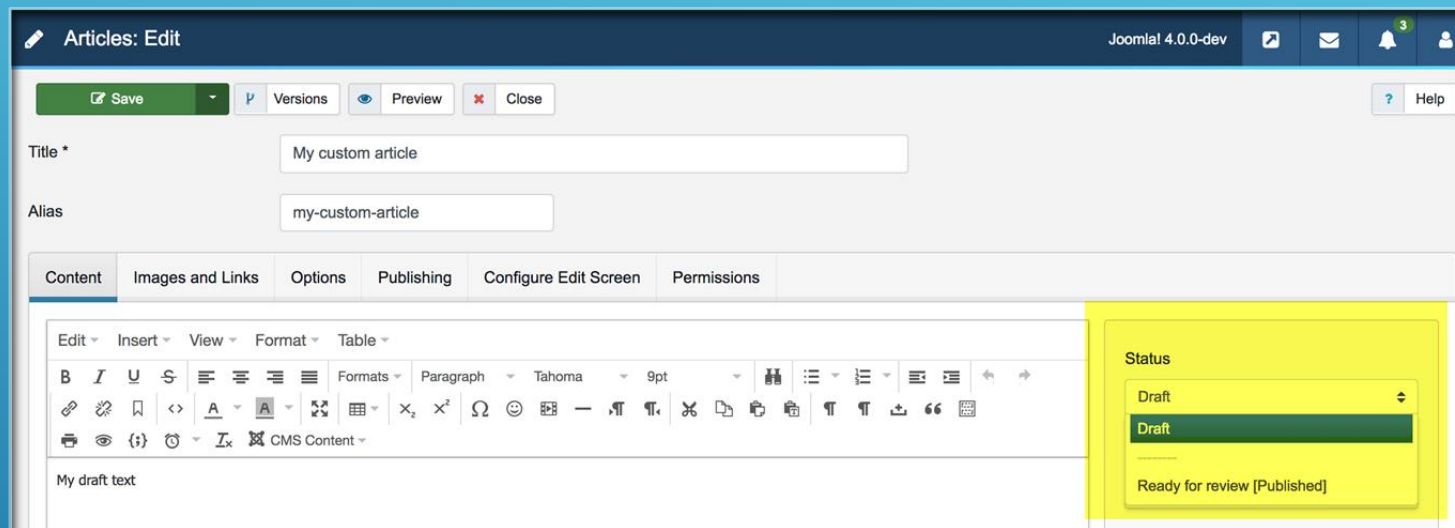 Articles: Edit
Joomla! 4.0.0-dev
3
Save
Versions
Preview
Close
? Help
Title *
My custom article
Alias
my-custom-article
Content
Images and Links
Options
Publishing
Configure Edit Screen
Permissions
Edit
Insert
View
Format
Table
B I U S
Formats
Paragraph
Tahoma
9pt
A A
CMS Content
My draft text
Status
Draft
Draft
--------
Ready for review [Published]